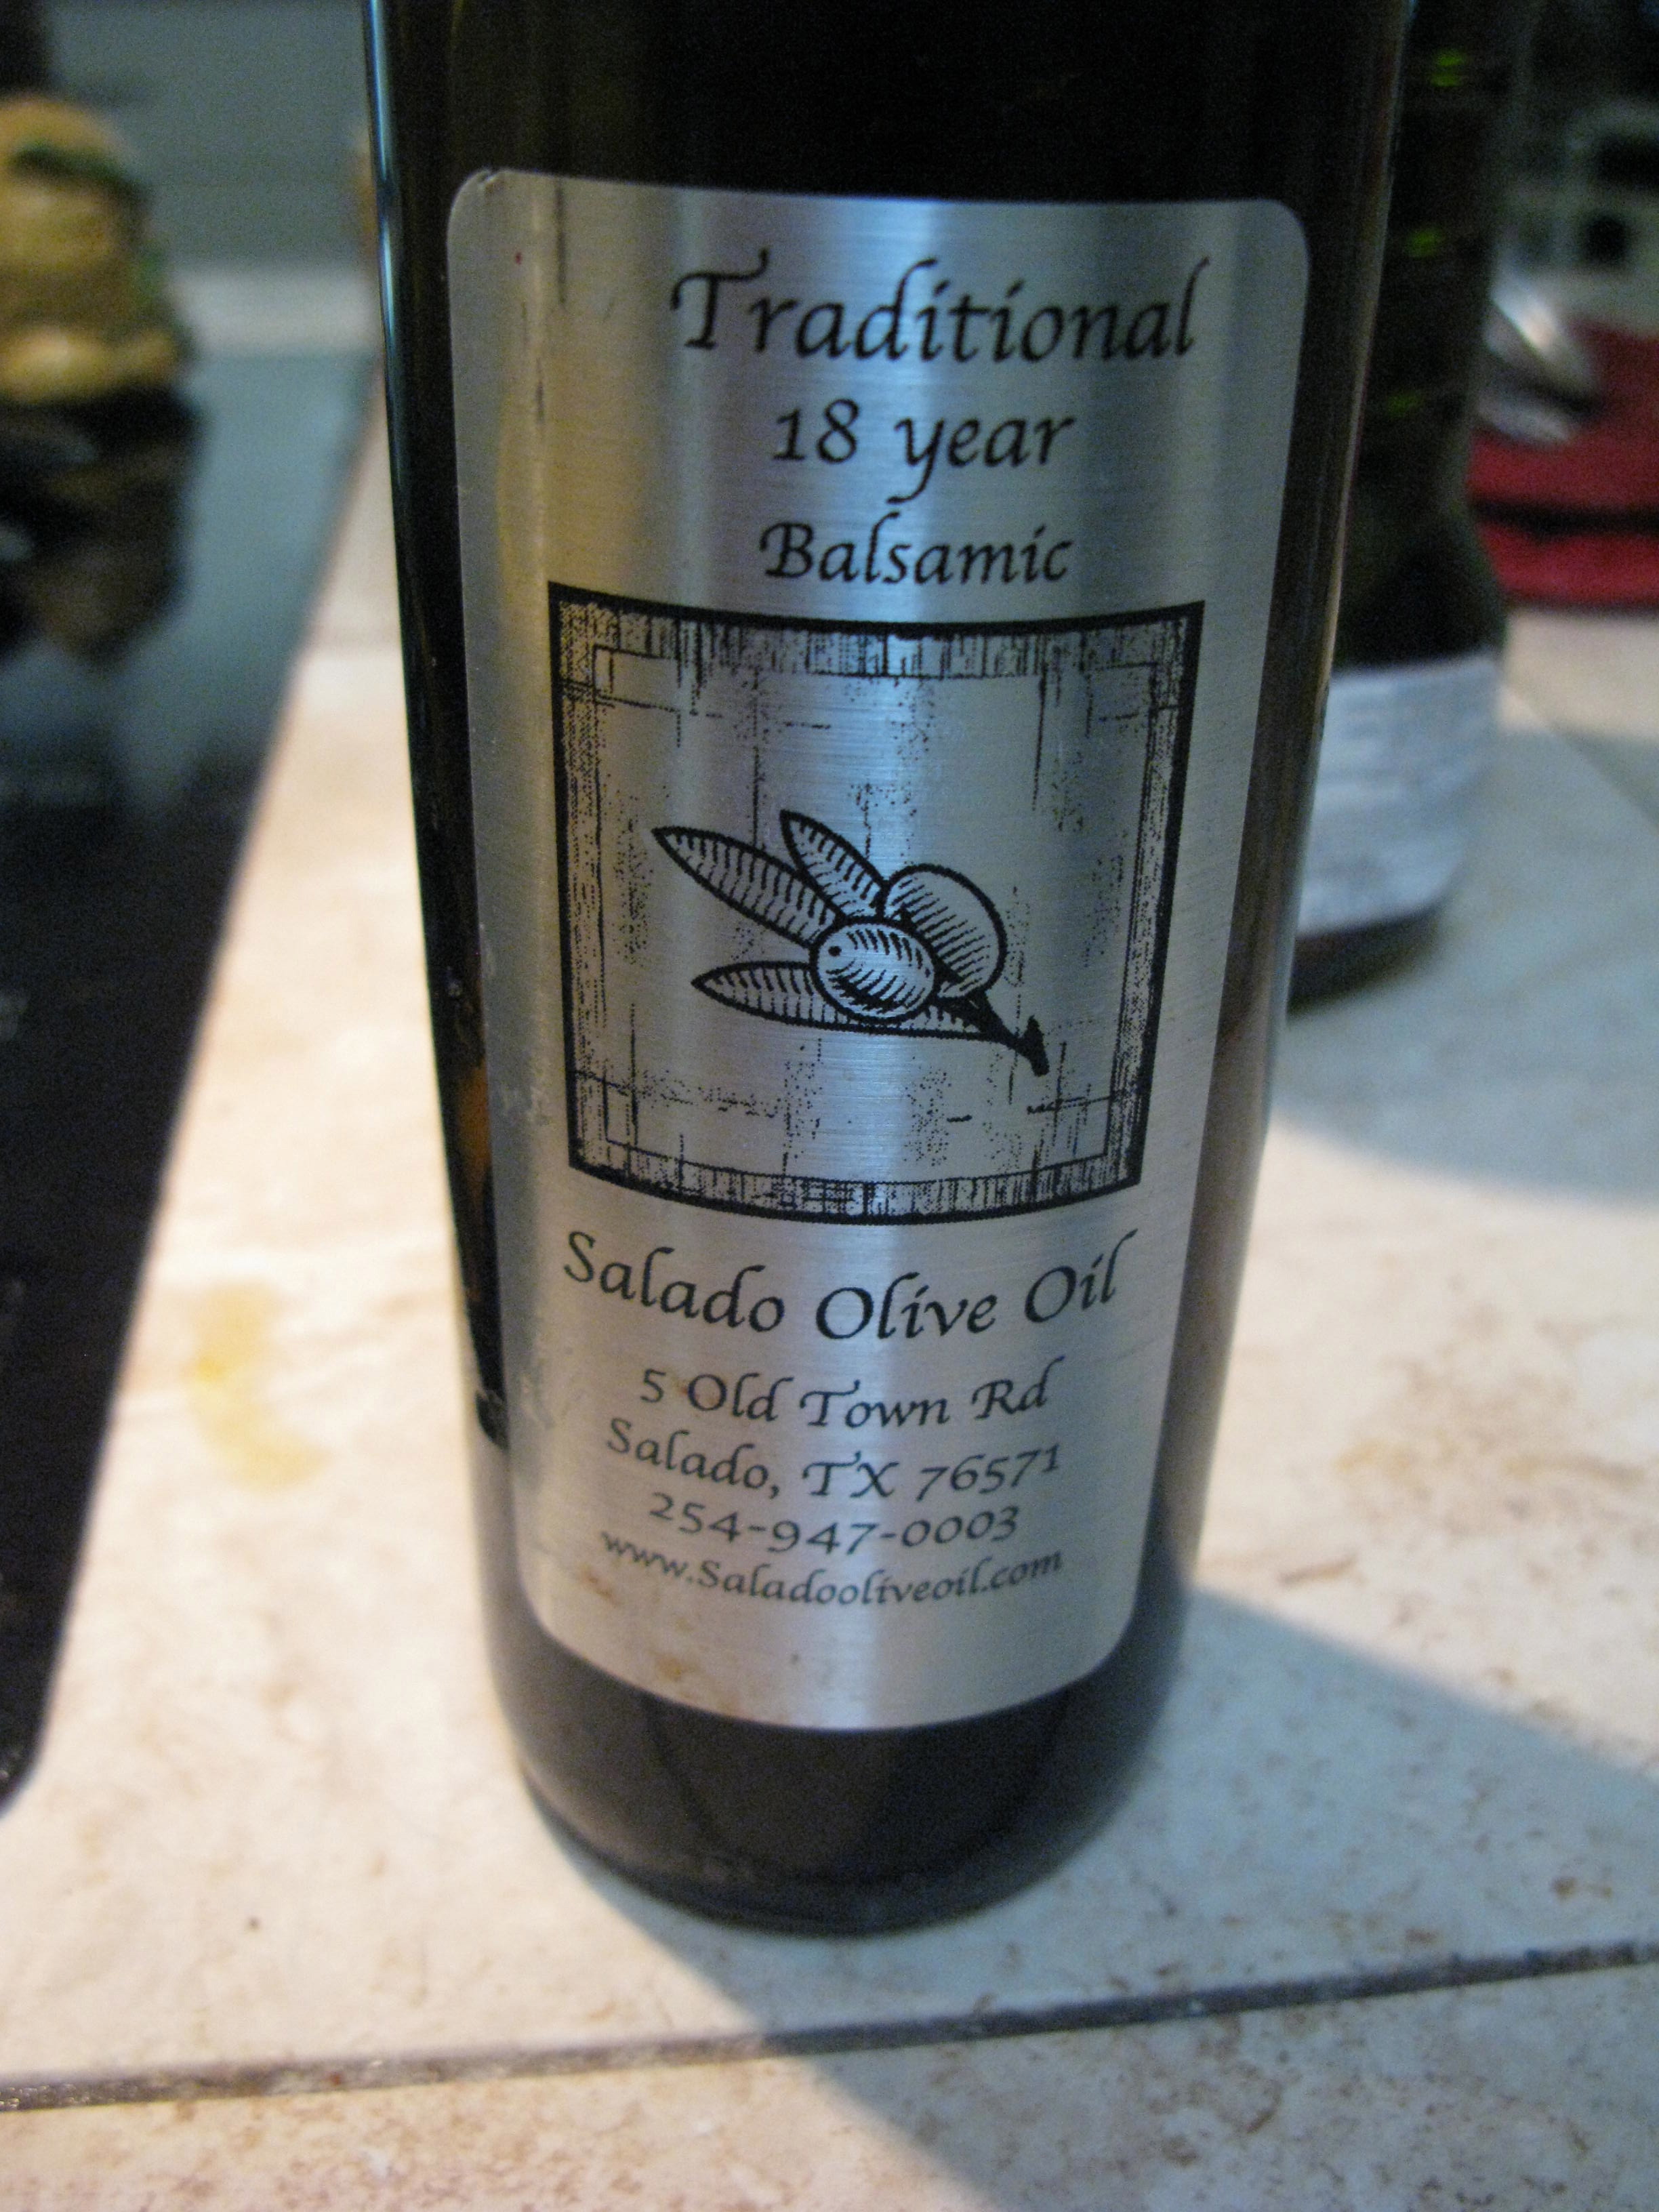 Traditional
18 year
Balsamic
Salado Olive Oil
5 Old Town Rd
Salado, TX 76571
254-947-0003
www.Saladooliveoil.com